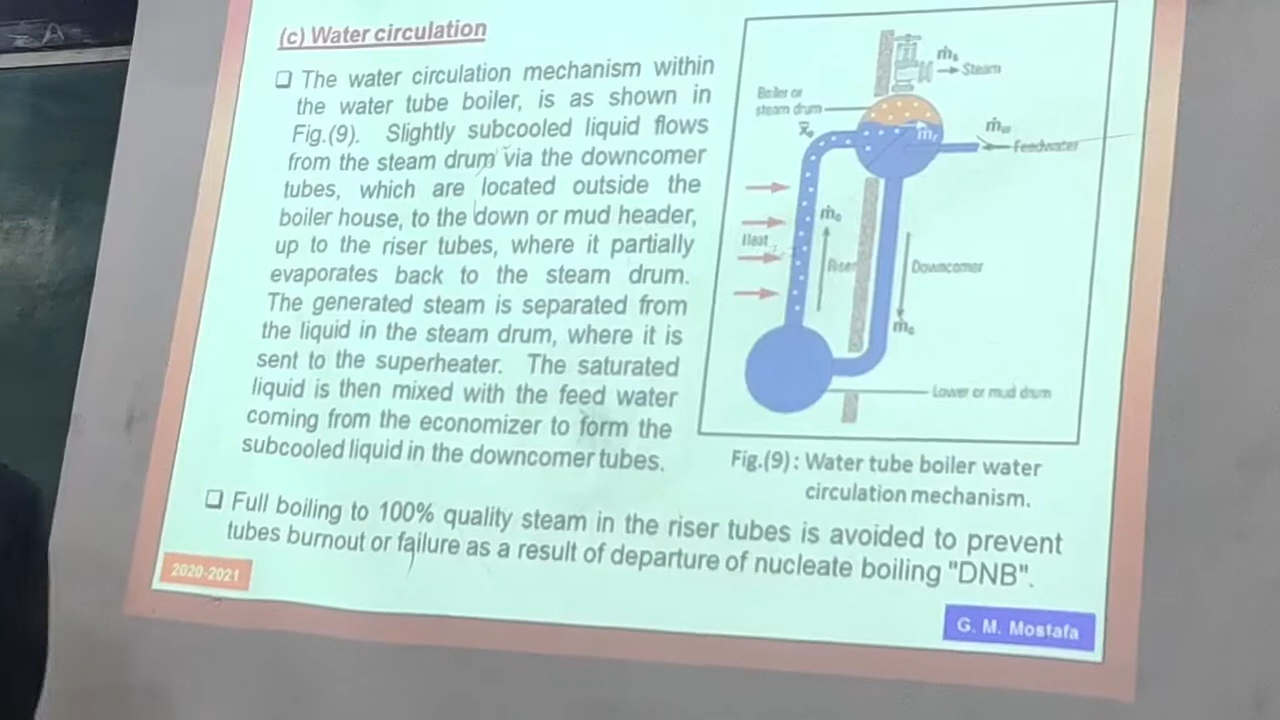 (c) Water circulation
❑ The water circulation mechanism within
the water tube boiler, is as shown in
Fig.(9). Slightly subcooled liquid flows
from the steam drum via the downcomer
tubes, which are located outside the
boiler house, to the down or mud header,
up to the riser tubes, where it partially
evaporates back to the steam drum.
The generated steam is separated from
the liquid in the steam drum, where it is
sent to the superheater. The saturated
liquid is then mixed with the feed water
coming from the economizer to form the
subcooled liquid in the downcomer tubes.
ṁs
Steam
Boiler or
steam drum
ṁw
Feedwater
Heat
Riser
Downcomer
Lower or mud drum
Fig.(9): Water tube boiler water
circulation mechanism.
❑ Full boiling to 100% quality steam in the riser tubes is avoided to prevent
tubes burnout or failure as a result of departure of nucleate boiling "DNB".
2020-2021
G. M. Mostafa